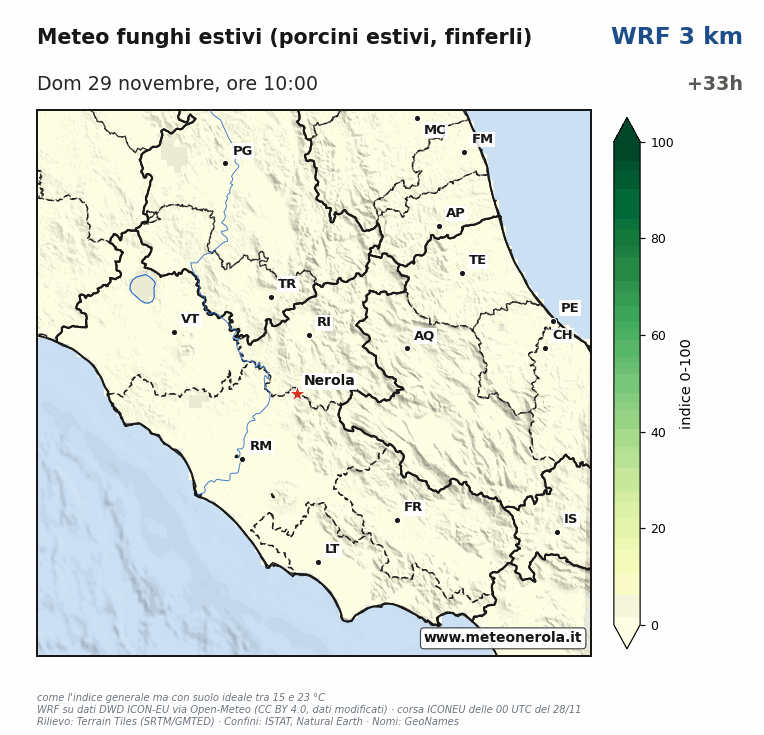 Meteo funghi estivi (porcini estivi, finferli)
WRF 3 km
Dom 29 novembre, ore 10:00
+33h
MC
FM
PG
AP
TE
TR
PE
VT
RI
AQ
CH
Nerola
RM
FR
IS
LT
www.meteonerola.it
100
80
60
40
20
0
indice 0-100
come l'indice generale ma con suolo ideale tra 15 e 23 °C
WRF su dati DWD ICON-EU via Open-Meteo (CC BY 4.0, dati modificati) · corsa ICONEU delle 00 UTC del 28/11
Rilievo: Terrain Tiles (SRTM/GMTED) · Confini: ISTAT, Natural Earth · Nomi: GeoNames